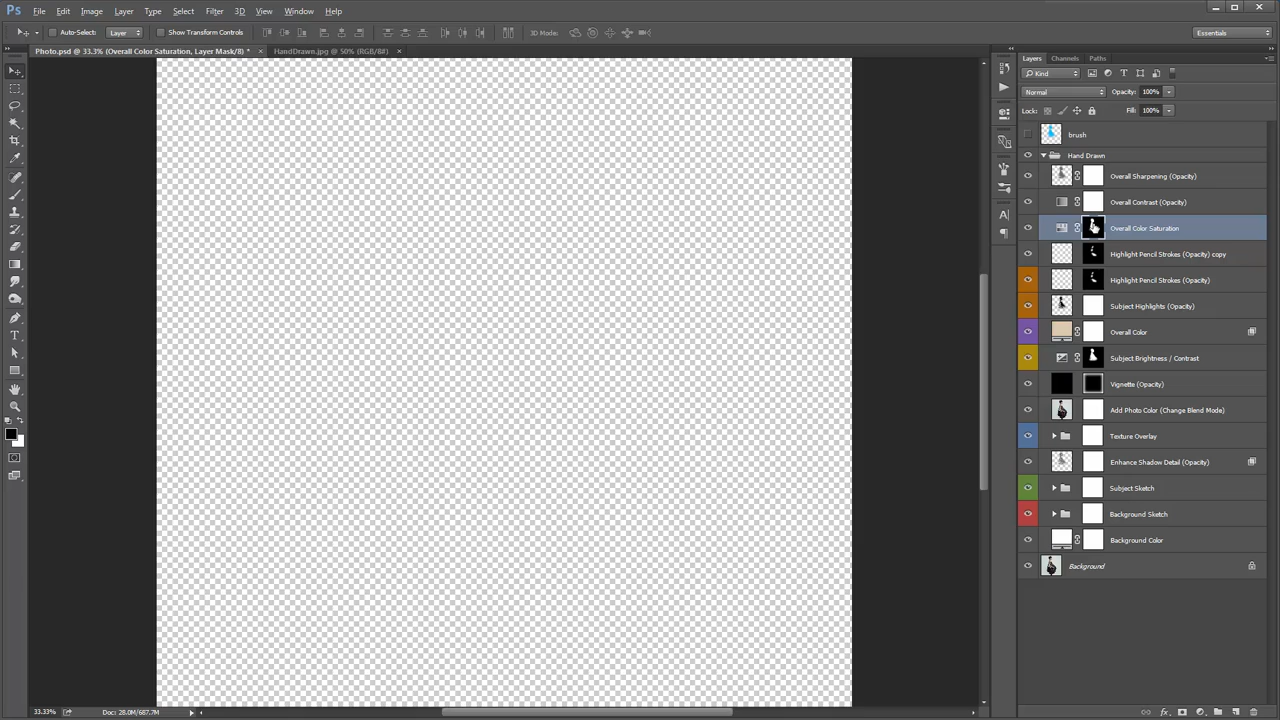 Ps File Edit Image Layer Type Select Filter 3D View Window Help
Auto-Select: Layer Show Transform Controls 3D Mode: Essentials
Photo.psd @ 33.3% (Overall Color Saturation, Layer Mask/8) * × HandDrawn.jpg @ 50% (RGB/8) ×
Layers Channels Paths
Kind
Normal Opacity: 100%
Lock: Fill: 100%
brush
Hand Drawn
Overall Sharpening (Opacity)
Overall Contrast (Opacity)
Overall Color Saturation
Highlight Pencil Strokes (Opacity) copy
Highlight Pencil Strokes (Opacity)
Subject Highlights (Opacity)
Overall Color
Subject Brightness / Contrast
Vignette (Opacity)
Add Photo Color (Change Blend Mode)
Texture Overlay
Enhance Shadow Detail (Opacity)
Subject Sketch
Background Sketch
Background Color
Background
33.33% Doc: 28.0M/687.7M